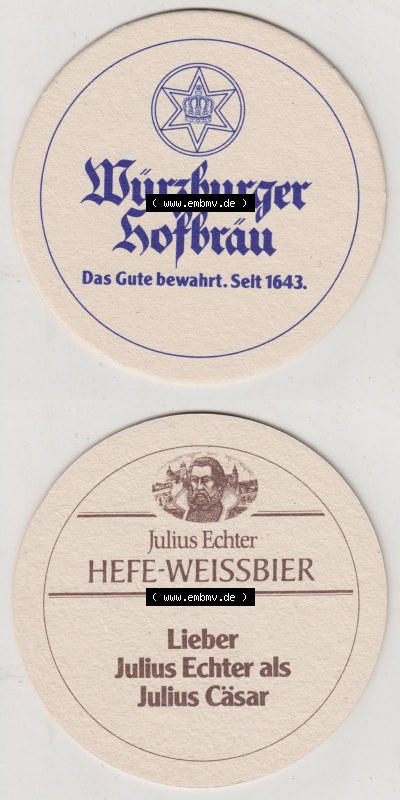 Würzburger
( www.embmv.de )
Hofbräu
Das Gute bewahrt. Seit 1643.
Julius Echter
HEFE-WEISSBIER
( www.embmv.de )
Lieber
Julius Echter als
Julius Cäsar